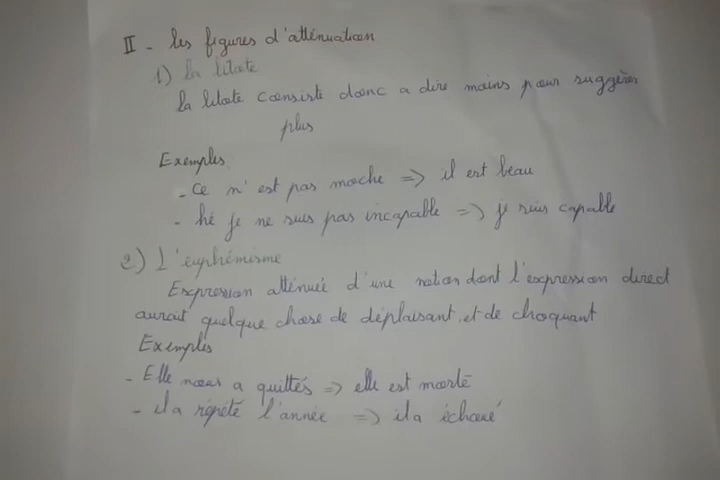 II - les figures d'atténuation
1) la litote
la litote consiste donc a dire moins pour suggérer
plus
Exemples
- Ce n'est pas moche => il est beau
- hé je ne suis pas incapable => je suis capable
2) L'euphémisme
Expression atténuée d'une notion dont l'expression direct
aurait quelque chose de déplaisant et de choquant
Exemples
- Elle nous a quittés => elle est morte
- il a répété l'année => il a échoué